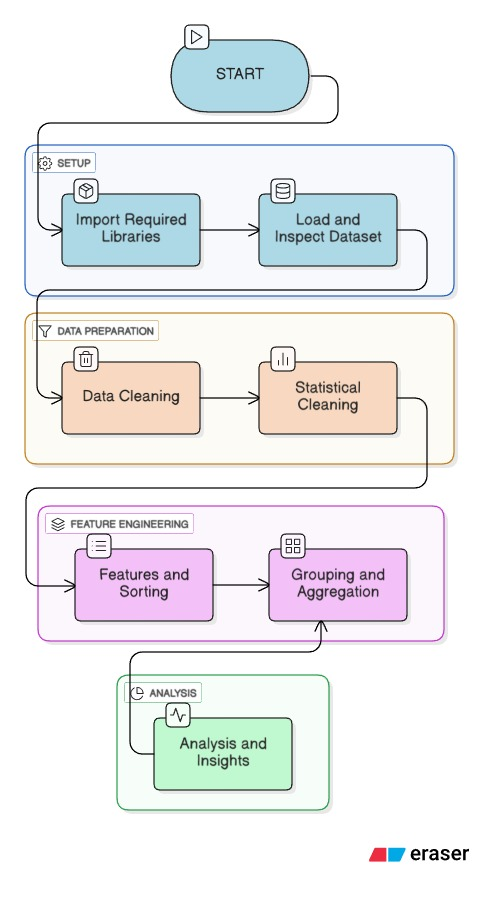 START
SETUP
Import Required
Libraries
Load and
Inspect Dataset
DATA PREPARATION
Data Cleaning
Statistical
Cleaning
FEATURE ENGINEERING
Features and
Sorting
Grouping and
Aggregation
ANALYSIS
Analysis and
Insights
eraser